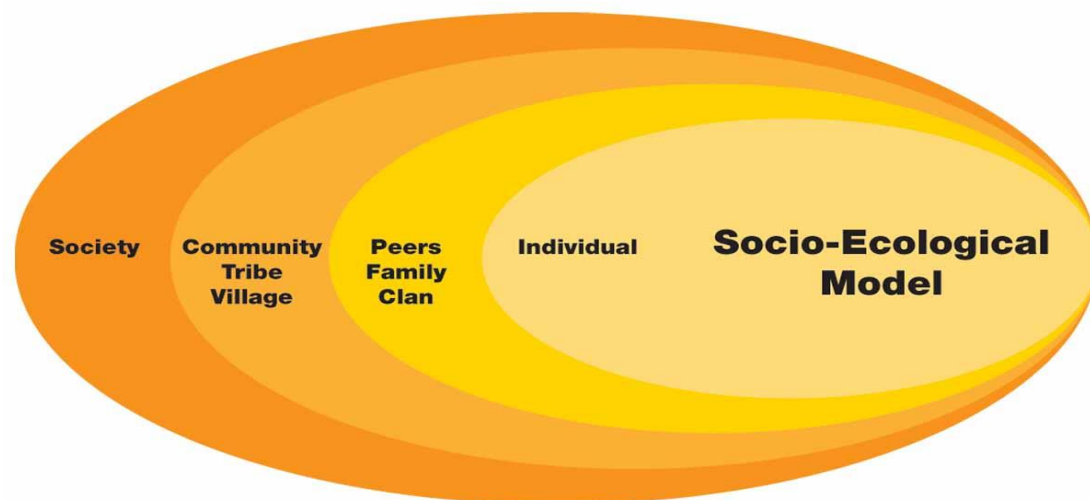 Society
Community
Tribe
Village
Peers
Family
Clan
Individual
Socio-Ecological
Model